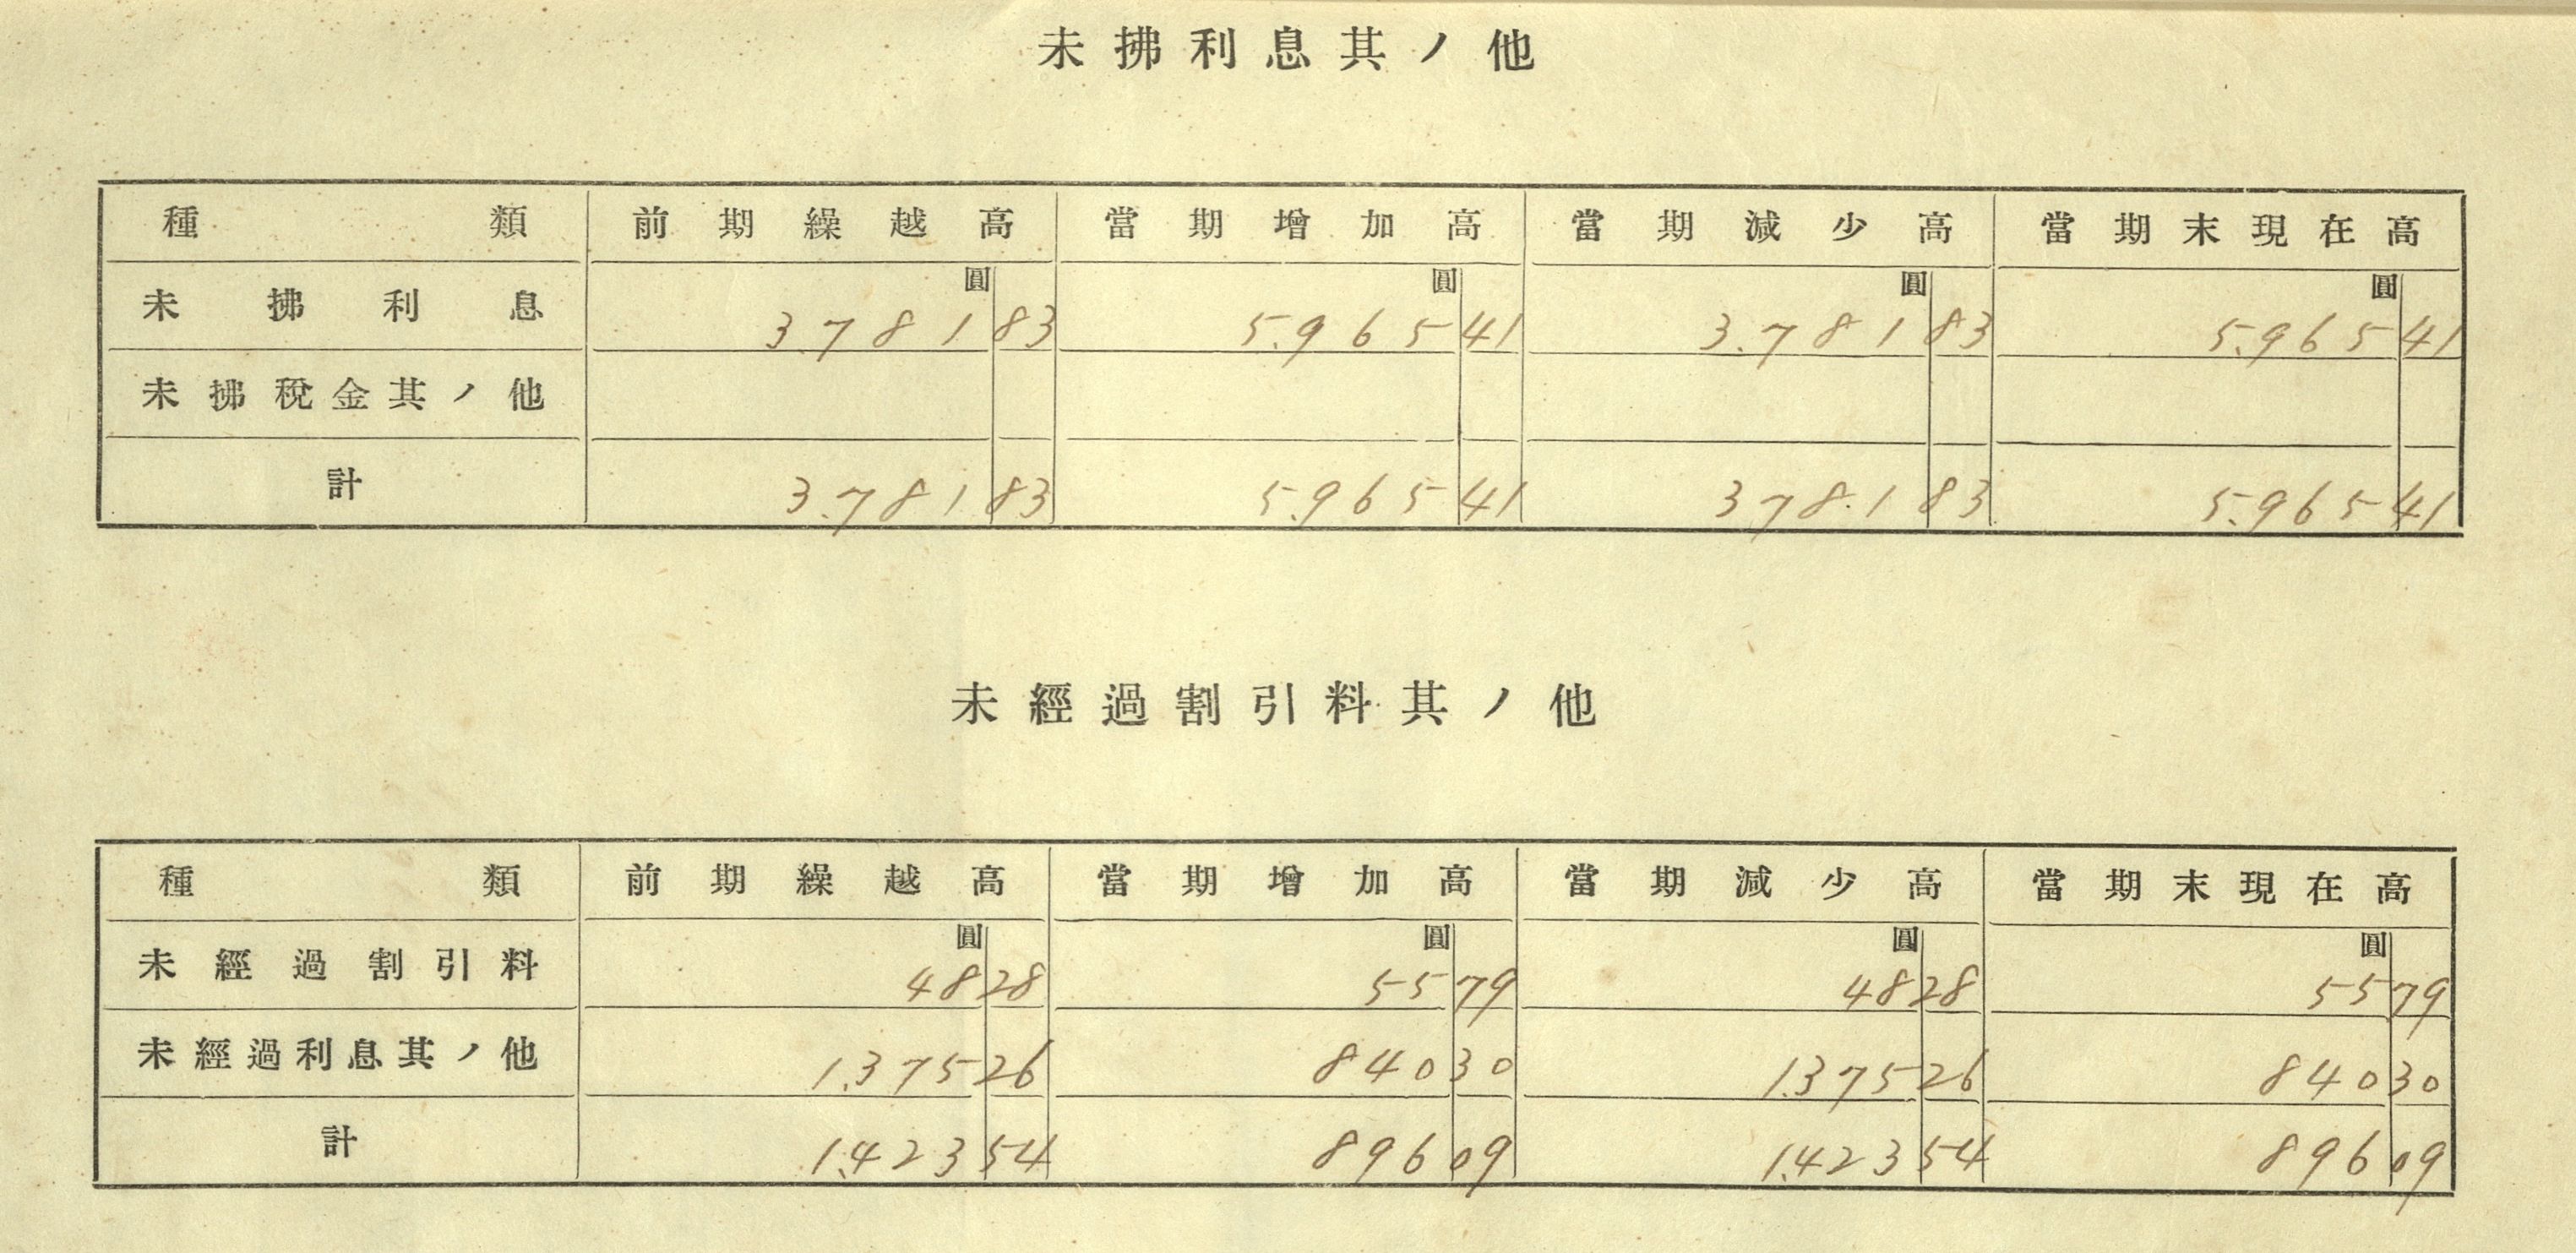 未拂利息其ノ他
種類 前期繰越高 當期增加高 當期減少高 當期末現在高
圓 圓 圓 圓
未拂利息 3.781 83 5.965 41 3.781 83 5.965 41
未拂稅金其ノ他
計 3.781 83 5.965 41 378.1 83 5.965 41
未經過割引料其ノ他
種類 前期繰越高 當期增加高 當期減少高 當期末現在高
圓 圓 圓 圓
未經過割引料 48 28 55 79 48 28 55 79
未經過利息其ノ他 1.375 26 840 30 1.375 26 840 30
計 1.423 54 896 09 1.423 54 896 09